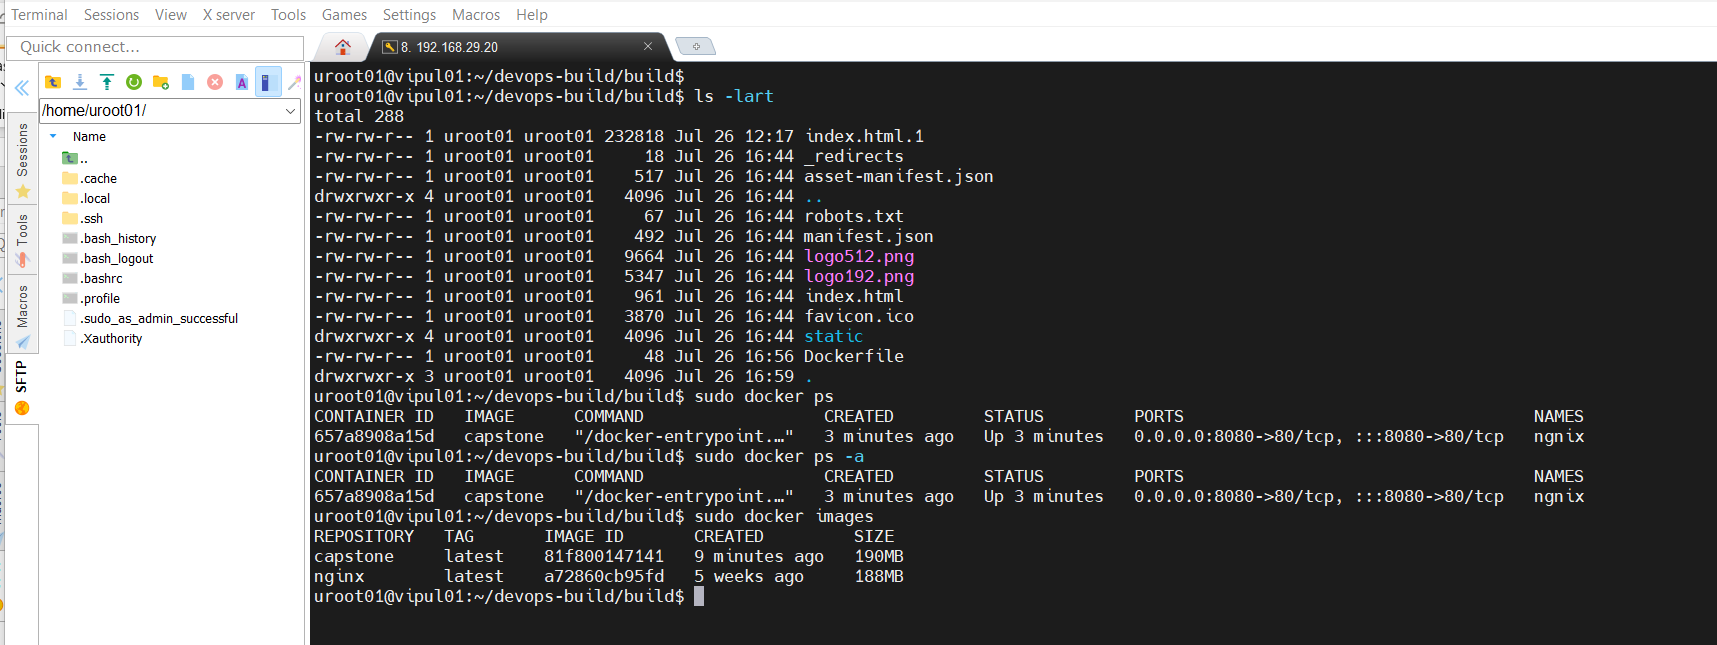 Terminal Sessions View X server Tools Games Settings Macros Help
Quick connect...
8. 192.168.29.20
/home/uroot01/
Name
..
.cache
.local
.ssh
.bash_history
.bash_logout
.bashrc
.profile
.sudo_as_admin_successful
.Xauthority
Sessions
Tools
Macros
SFTP
uroot01@vipul01:~/devops-build/build$
uroot01@vipul01:~/devops-build/build$ ls -lart
total 288
-rw-rw-r-- 1 uroot01 uroot01 232818 Jul 26 12:17 index.html.1
-rw-rw-r-- 1 uroot01 uroot01     18 Jul 26 16:44 _redirects
-rw-rw-r-- 1 uroot01 uroot01    517 Jul 26 16:44 asset-manifest.json
drwxrwxr-x 4 uroot01 uroot01   4096 Jul 26 16:44 ..
-rw-rw-r-- 1 uroot01 uroot01     67 Jul 26 16:44 robots.txt
-rw-rw-r-- 1 uroot01 uroot01    492 Jul 26 16:44 manifest.json
-rw-rw-r-- 1 uroot01 uroot01   9664 Jul 26 16:44 logo512.png
-rw-rw-r-- 1 uroot01 uroot01   5347 Jul 26 16:44 logo192.png
-rw-rw-r-- 1 uroot01 uroot01    961 Jul 26 16:44 index.html
-rw-rw-r-- 1 uroot01 uroot01   3870 Jul 26 16:44 favicon.ico
drwxrwxr-x 4 uroot01 uroot01   4096 Jul 26 16:44 static
-rw-rw-r-- 1 uroot01 uroot01     48 Jul 26 16:56 Dockerfile
drwxrwxr-x 3 uroot01 uroot01   4096 Jul 26 16:59 .
uroot01@vipul01:~/devops-build/build$ sudo docker ps
CONTAINER ID   IMAGE      COMMAND                  CREATED         STATUS         PORTS                                   NAMES
657a8908a15d   capstone   "/docker-entrypoint.…"   3 minutes ago   Up 3 minutes   0.0.0.0:8080->80/tcp, :::8080->80/tcp   ngnix
uroot01@vipul01:~/devops-build/build$ sudo docker ps -a
CONTAINER ID   IMAGE      COMMAND                  CREATED         STATUS         PORTS                                   NAMES
657a8908a15d   capstone   "/docker-entrypoint.…"   3 minutes ago   Up 3 minutes   0.0.0.0:8080->80/tcp, :::8080->80/tcp   ngnix
uroot01@vipul01:~/devops-build/build$ sudo docker images
REPOSITORY   TAG       IMAGE ID       CREATED         SIZE
capstone     latest    81f800147141   9 minutes ago   190MB
nginx        latest    a72860cb95fd   5 weeks ago     188MB
uroot01@vipul01:~/devops-build/build$